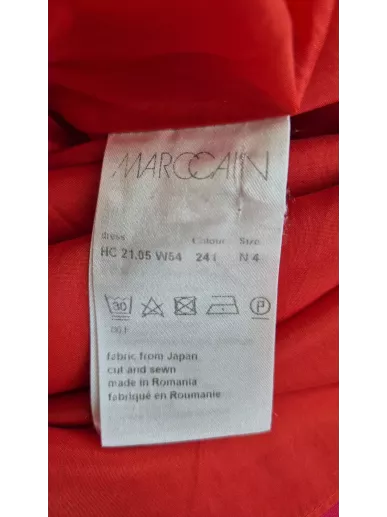 MARCCAIN
dress Colour Size
HC 21.05 W54 241 N 4
30 P
fabric from Japan
cut and sewn
made in Romania
fabriqué en Roumanie